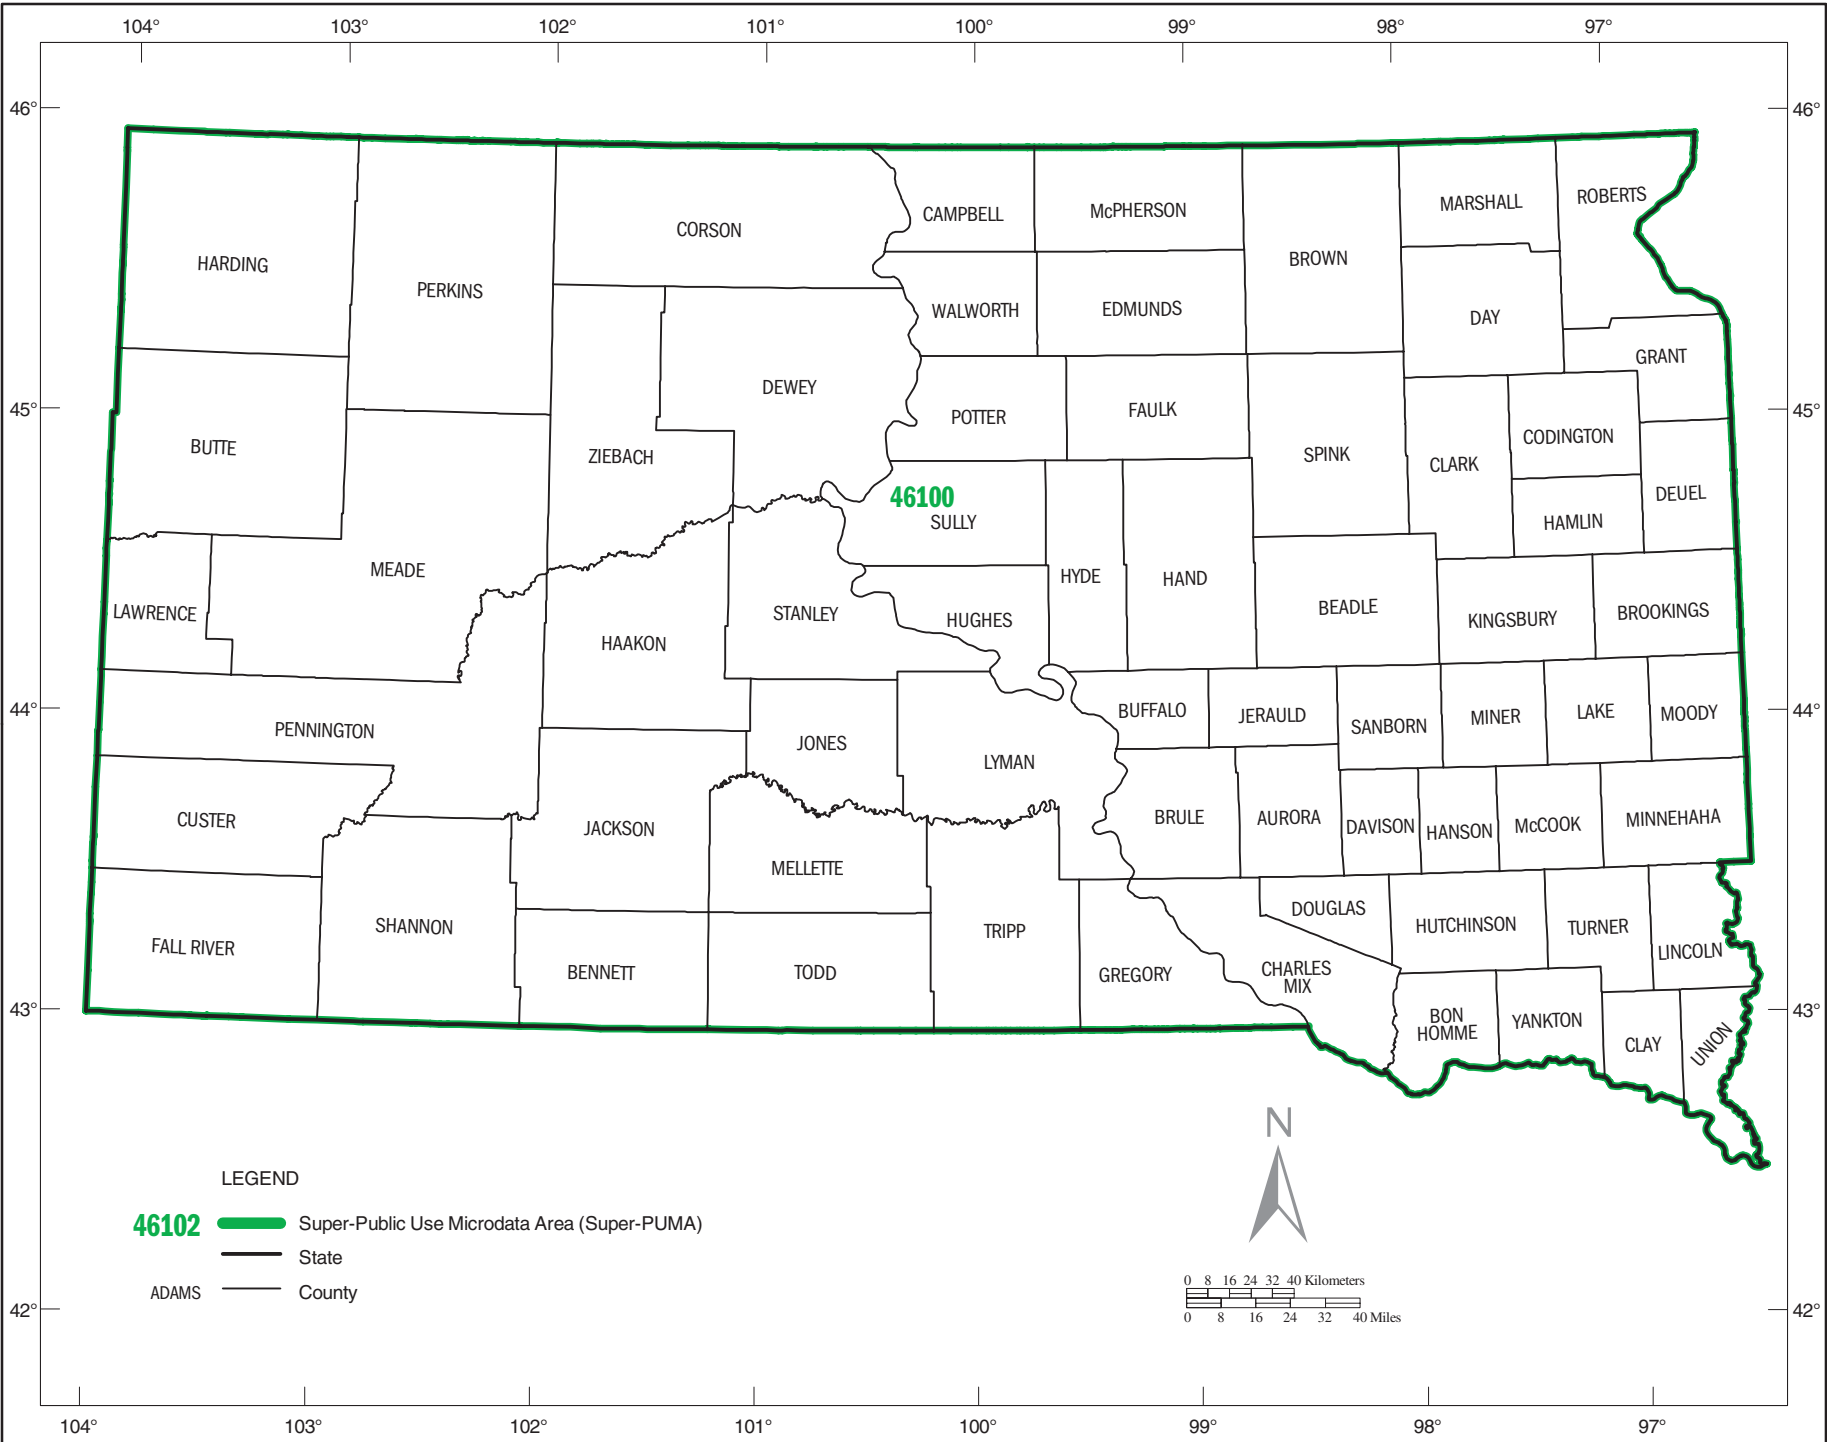 104° 103° 102° 101° 100° 99° 98° 97°
46° 46°
ROBERTS
MARSHALL
McPHERSON
CAMPBELL
CORSON
BROWN
HARDING
PERKINS
WALWORTH
EDMUNDS
DAY
GRANT
DEWEY
45° 45°
POTTER
FAULK
CODINGTON
BUTTE
ZIEBACH
SPINK
CLARK
46100
DEUEL
SULLY
HAMLIN
MEADE
HYDE
HAND
LAWRENCE
STANLEY
HUGHES
BEADLE
KINGSBURY
BROOKINGS
HAAKON
44° 44°
BUFFALO
JERAULD
SANBORN
MINER
LAKE
MOODY
PENNINGTON
JONES
LYMAN
CUSTER
JACKSON
BRULE
AURORA
DAVISON
HANSON
McCOOK
MINNEHAHA
MELLETTE
DOUGLAS
SHANNON
TRIPP
HUTCHINSON
TURNER
FALL RIVER
LINCOLN
BENNETT
TODD
GREGORY
CHARLES
MIX
43° 43°
BON
HOMME
YANKTON
CLAY
UNION
N
LEGEND
46102 Super-Public Use Microdata Area (Super-PUMA)
State
ADAMS County
0 8 16 24 32 40 Kilometers
0 8 16 24 32 40 Miles
42° 42°
104° 103° 102° 101° 100° 99° 98° 97°